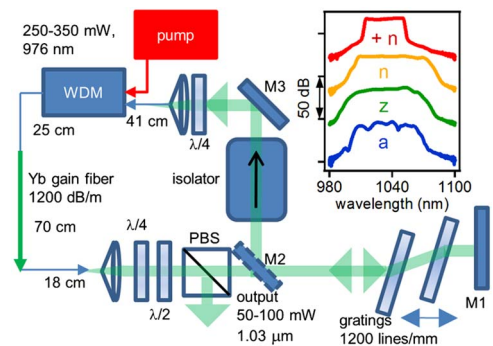 250-350 mW,
976 nm
pump
WDM
25 cm
41 cm
λ/4
M3
isolator
Yb gain fiber
1200 dB/m
70 cm
18 cm
λ/4
λ/2
PBS
M2
output
50-100 mW
1.03 μm
gratings
1200 lines/mm
M1
50 dB
+ n
n
z
a
980 1040 1100
wavelength (nm)